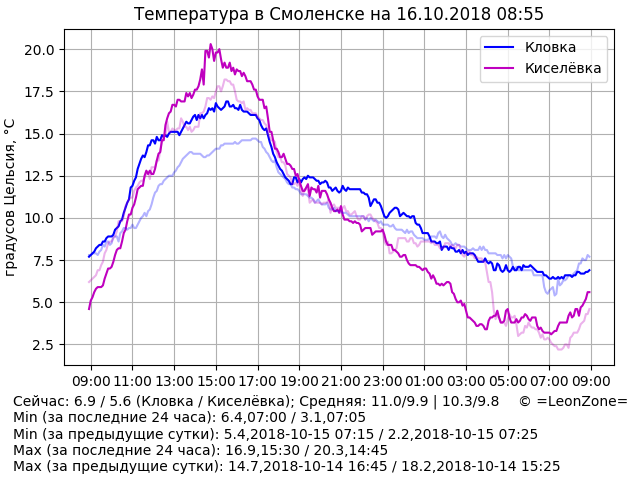 Температура в Смоленске на 16.10.2018 08:55
Кловка
Киселёвка
градусов Цельсия, °C
20.0
17.5
15.0
12.5
10.0
7.5
5.0
2.5
09:00 11:00 13:00 15:00 17:00 19:00 21:00 23:00 01:00 03:00 05:00 07:00 09:00
Сейчас: 6.9 / 5.6 (Кловка / Киселёвка); Средняя: 11.0/9.9 | 10.3/9.8 © =LeonZone=
Min (за последние 24 часа): 6.4,07:00 / 3.1,07:05
Min (за предыдущие сутки): 5.4,2018-10-15 07:15 / 2.2,2018-10-15 07:25
Max (за последние 24 часа): 16.9,15:30 / 20.3,14:45
Max (за предыдущие сутки): 14.7,2018-10-14 16:45 / 18.2,2018-10-14 15:25